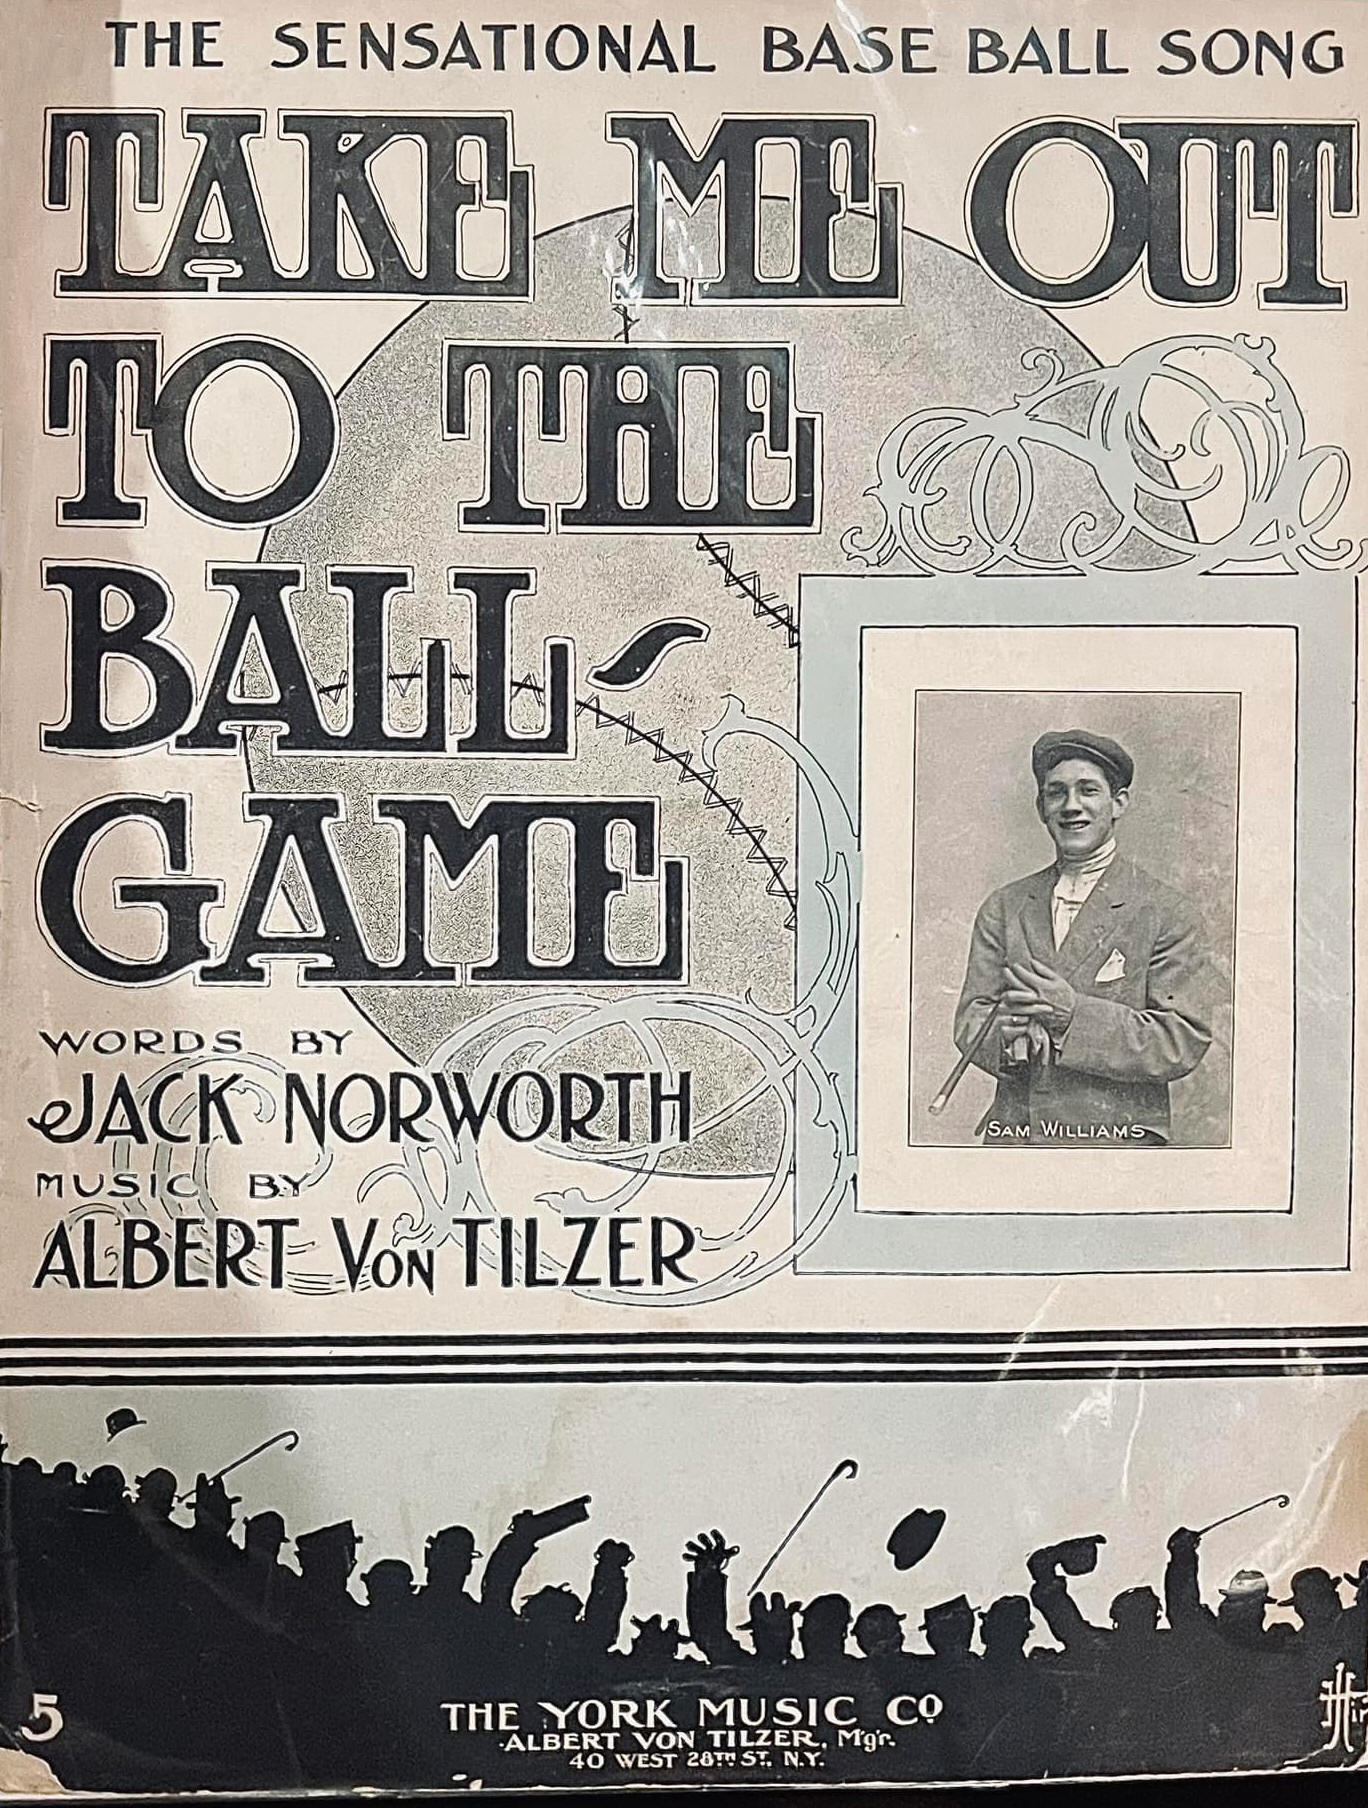 THE SENSATIONAL BASE BALL SONG
TAKE ME OUT
TO THE
BALL-
GAME
WORDS BY
JACK NORWORTH
MUSIC BY
ALBERT VON TILZER
SAM WILLIAMS
5
THE YORK MUSIC CO
ALBERT VON TILZER, Mg'r.
40 WEST 28TH ST. N.Y.